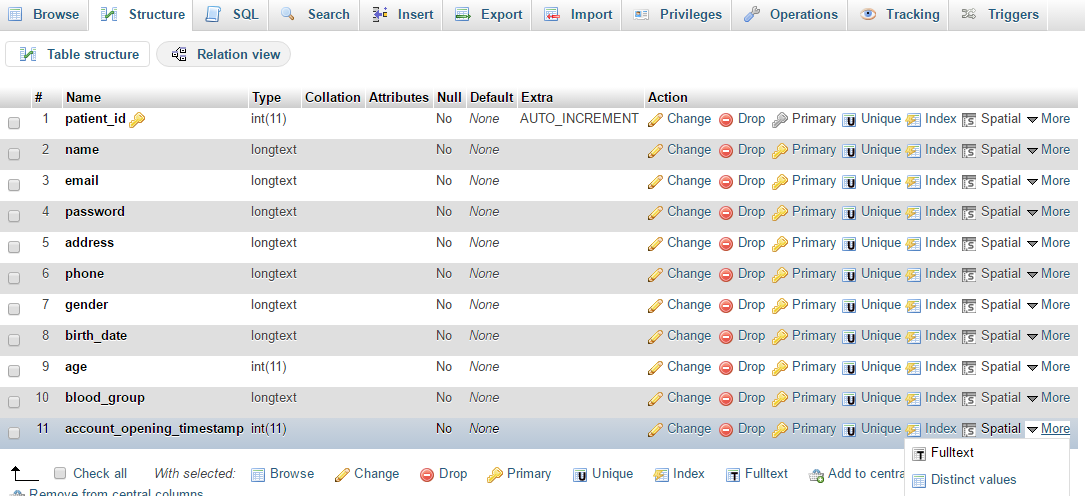 Browse Structure SQL Search Insert Export Import Privileges Operations Tracking Triggers
Table structure Relation view
# Name Type Collation Attributes Null Default Extra Action
1 patient_id int(11) No None AUTO_INCREMENT Change Drop Primary Unique Index Spatial More
2 name longtext No None Change Drop Primary Unique Index Spatial More
3 email longtext No None Change Drop Primary Unique Index Spatial More
4 password longtext No None Change Drop Primary Unique Index Spatial More
5 address longtext No None Change Drop Primary Unique Index Spatial More
6 phone longtext No None Change Drop Primary Unique Index Spatial More
7 gender longtext No None Change Drop Primary Unique Index Spatial More
8 birth_date longtext No None Change Drop Primary Unique Index Spatial More
9 age int(11) No None Change Drop Primary Unique Index Spatial More
10 blood_group longtext No None Change Drop Primary Unique Index Spatial More
11 account_opening_timestamp int(11) No None Change Drop Primary Unique Index Spatial More
Fulltext
Check all With selected: Browse Change Drop Primary Unique Index Fulltext Add to centra
Distinct values
Remove from central columns